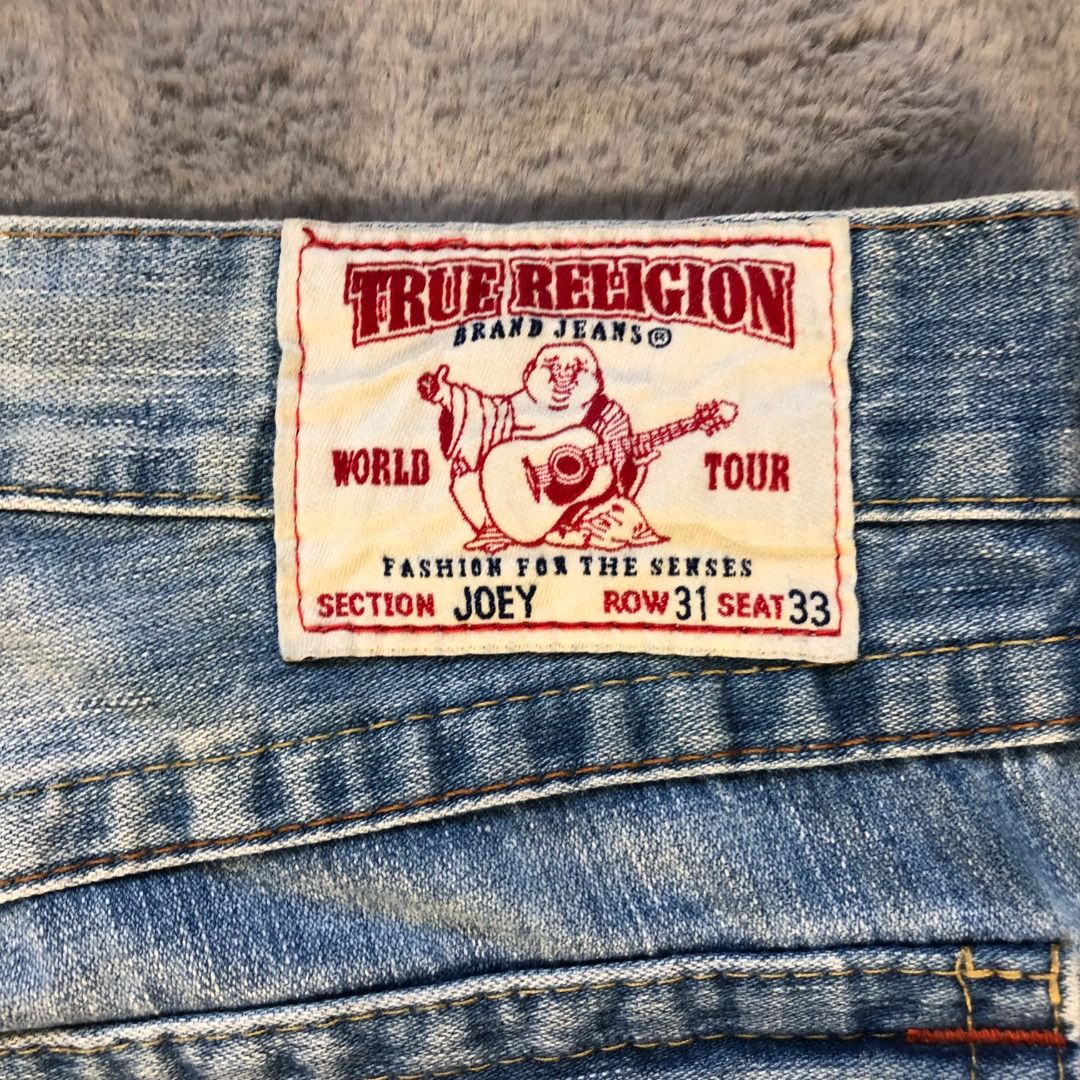 TRUE RELIGION
BRAND JEANS®
WORLD TOUR
FASHION FOR THE SENSES
SECTION JOEY ROW 31 SEAT 33